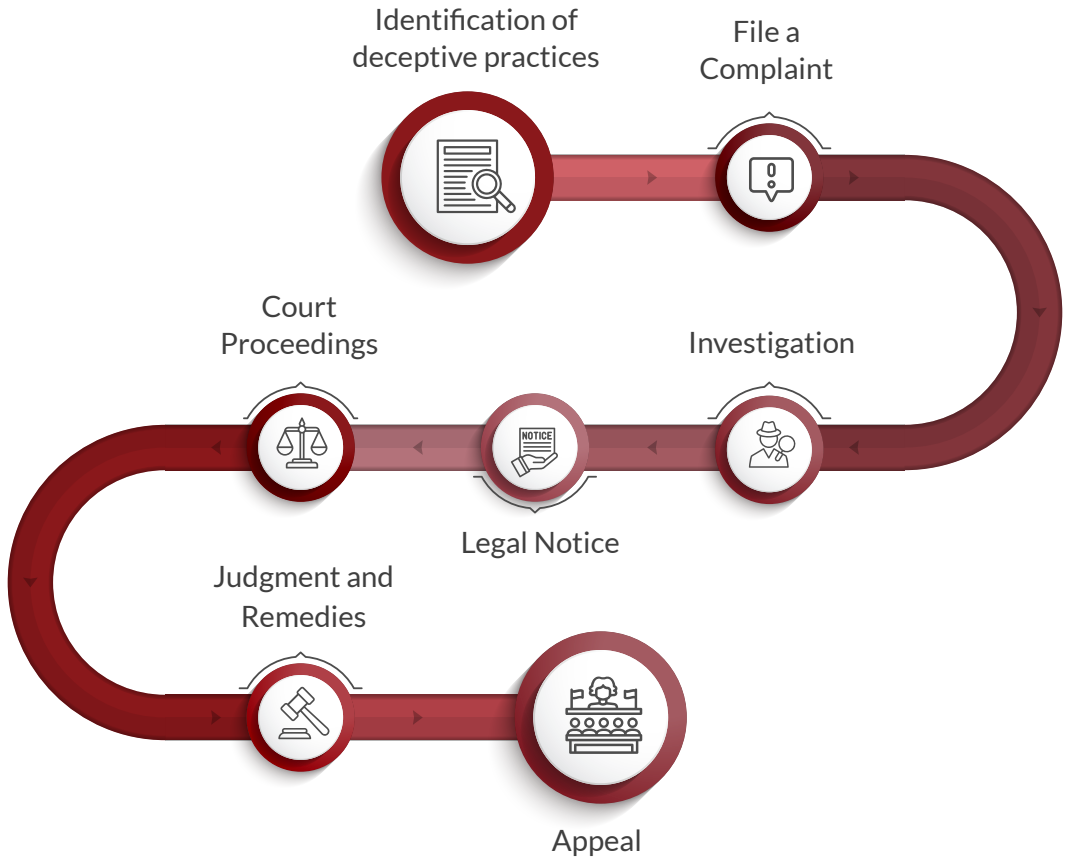 Identification of
deceptive practices
File a
Complaint
Investigation
NOTICE
Legal Notice
Court
Proceedings
Judgment and
Remedies
Appeal